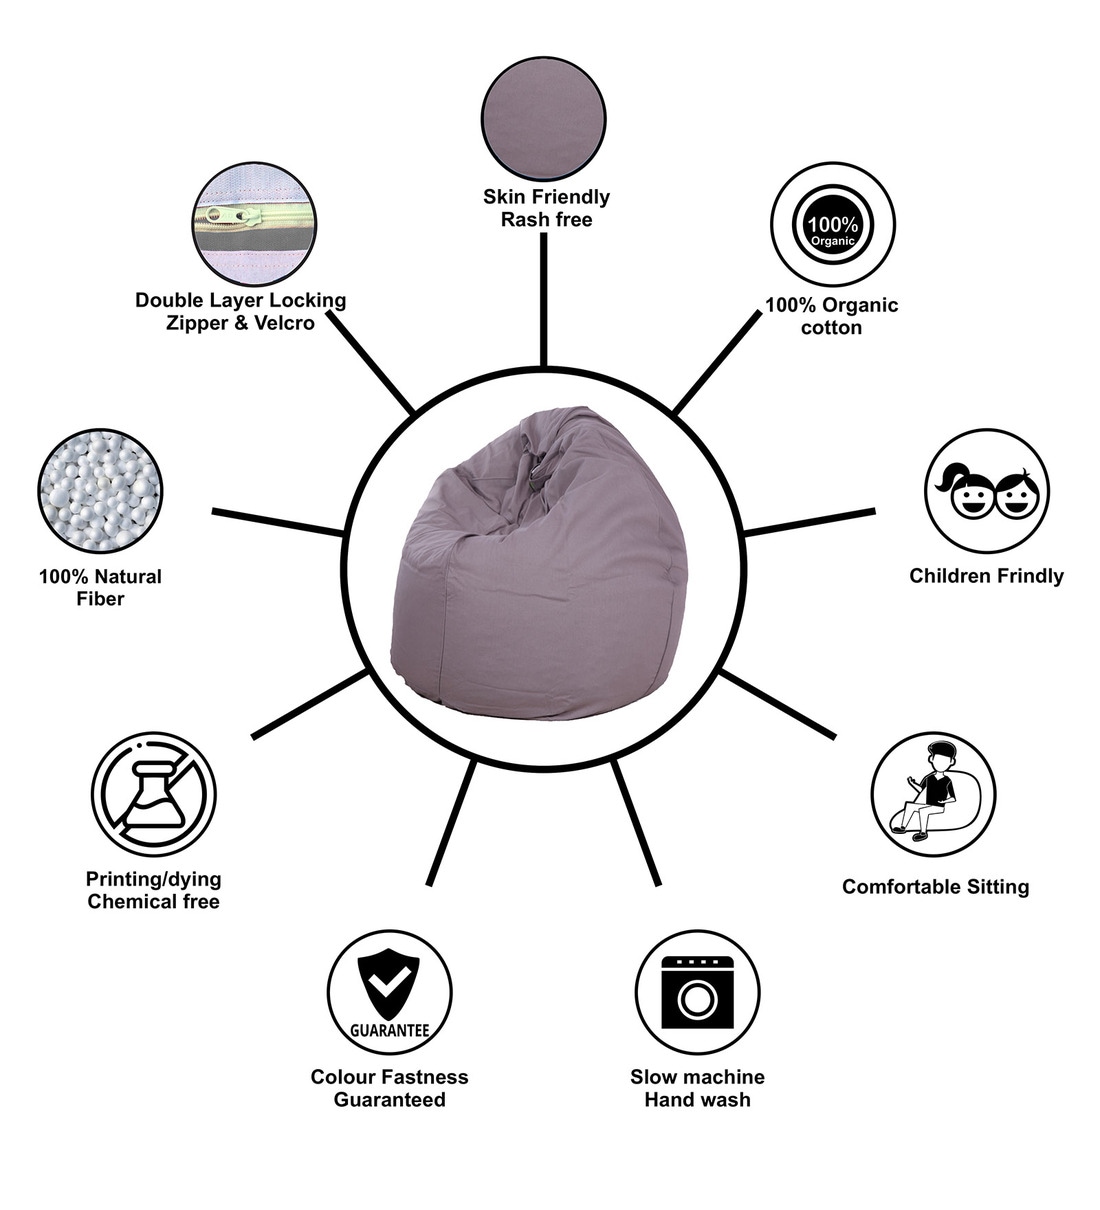 Skin Friendly
Rash free
Double Layer Locking
Zipper & Velcro
100%
Organic
100% Organic
cotton
100% Natural
Fiber
Children Frindly
Printing/dying
Chemical free
Comfortable Sitting
GUARANTEE
Colour Fastness
Guaranteed
Slow machine
Hand wash